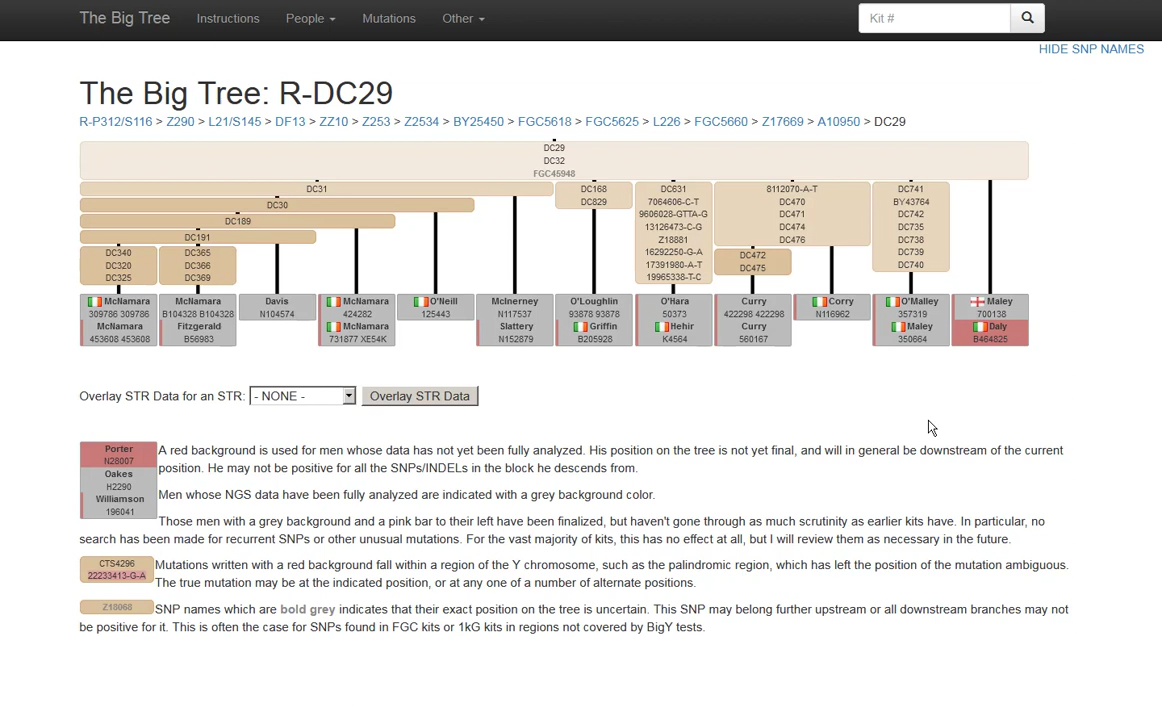 The Big Tree Instructions People Mutations Other Kit #
HIDE SNP NAMES
The Big Tree: R-DC29
R-P312/S116 > Z290 > L21/S145 > DF13 > ZZ10 > Z253 > Z2534 > BY25450 > FGC5618 > FGC5625 > L226 > FGC5660 > Z17669 > A10950 > DC29
DC29
DC32
FGC45948
DC31
DC30
DC189
DC191
DC340
DC320
DC325
DC365
DC366
DC369
DC168
DC829
DC631
7064606-C-T
9606028-GTTA-G
13126473-C-G
Z18881
16292250-G-A
17391980-A-T
19965338-T-C
8112070-A-T
DC470
DC471
DC474
DC476
DC472
DC475
DC741
BY43764
DC742
DC735
DC738
DC739
DC740
McNamara
309786 309786
McNamara
453608 453608
McNamara
B104328 B104328
Fitzgerald
B56983
Davis
N104574
McNamara
424282
McNamara
731877 XE54K
O'Neill
125443
McInerney
N117537
Slattery
N152879
O'Loughlin
93878 93878
Griffin
B205928
O'Hara
50373
Hehir
K4564
Curry
422298 422298
Curry
560167
Corry
N116962
O'Malley
357319
Maley
350664
Maley
700138
Daly
B464825
Overlay STR Data for an STR: - NONE - Overlay STR Data
Porter
N28007
Oakes
H2290
Williamson
196041
A red background is used for men whose data has not yet been fully analyzed. His position on the tree is not yet final, and will in general be downstream of the current
position. He may not be positive for all the SNPs/INDELs in the block he descends from.
Men whose NGS data have been fully analyzed are indicated with a grey background color.
Those men with a grey background and a pink bar to their left have been finalized, but haven't gone through as much scrutiny as earlier kits have. In particular, no
search has been made for recurrent SNPs or other unusual mutations. For the vast majority of kits, this has no effect at all, but I will review them as necessary in the future.
CTS4296
22233413-G-A
Mutations written with a red background fall within a region of the Y chromosome, such as the palindromic region, which has left the position of the mutation ambiguous.
The true mutation may be at the indicated position, or at any one of a number of alternate positions.
Z18068
SNP names which are bold grey indicates that their exact position on the tree is uncertain. This SNP may belong further upstream or all downstream branches may not
be positive for it. This is often the case for SNPs found in FGC kits or 1kG kits in regions not covered by BigY tests.